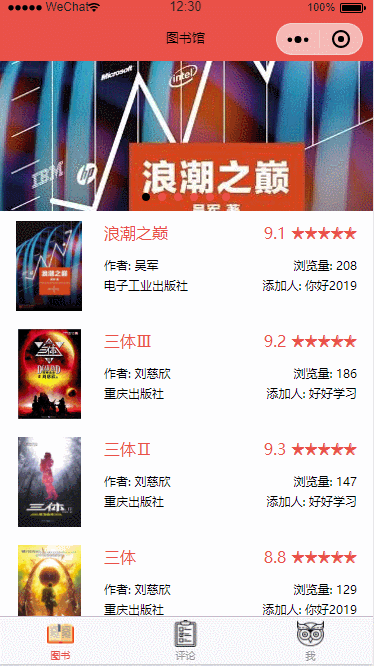 WeChat 12:30 100%
图书馆
Microsoft
intel
IBM
hp
浪潮之巅
吴军 著
浪潮之巅 9.1 ★★★★★
作者: 吴军 浏览量: 208
电子工业出版社 添加人: 你好2019
三体Ⅲ 9.2 ★★★★★
作者: 刘慈欣 浏览量: 186
重庆出版社 添加人: 好好学习
三体Ⅱ 9.3 ★★★★★
作者: 刘慈欣 浏览量: 147
重庆出版社 添加人: 好好学习
三体 8.8 ★★★★★
作者: 刘慈欣 浏览量: 129
重庆出版社 添加人: 你好2019
图书 评论 我